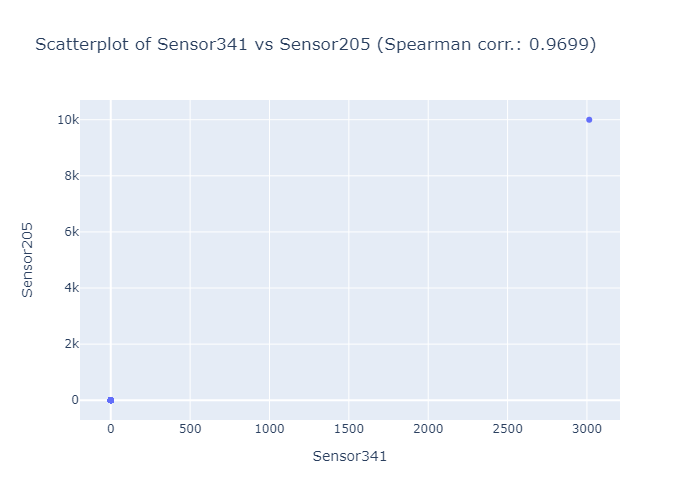 Scatterplot of Sensor341 vs Sensor205 (Spearman corr.: 0.9699)
10k
8k
6k
4k
2k
0
Sensor205
0 500 1000 1500 2000 2500 3000
Sensor341